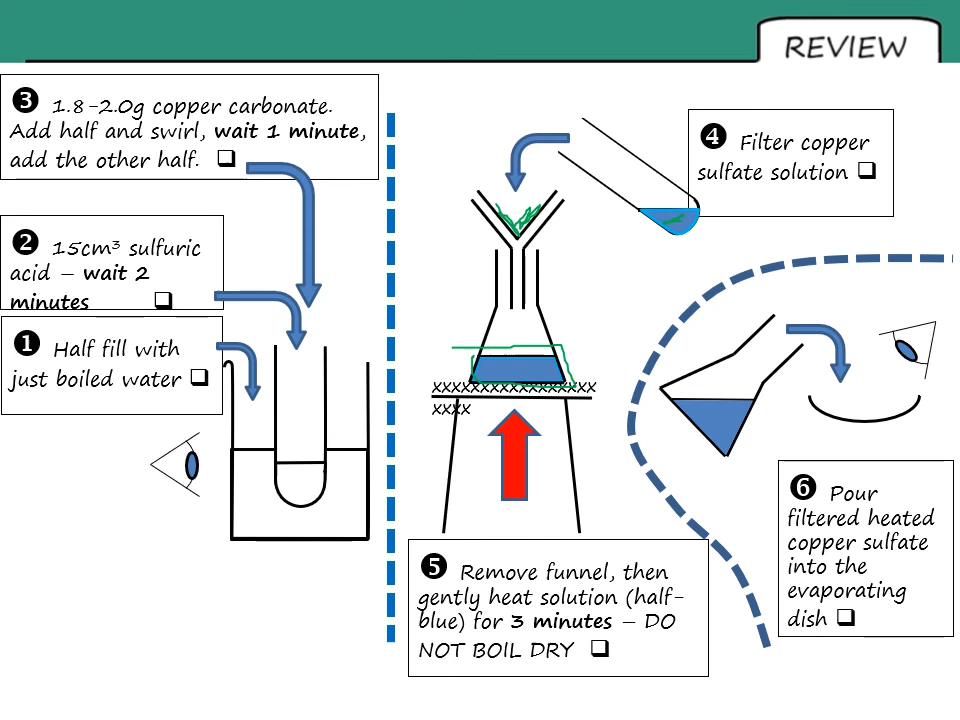 REVIEW
❸ 1.8-2.0g copper carbonate.
Add half and swirl, wait 1 minute,
add the other half. ❑
❷ 15cm³ sulfuric
acid – wait 2
minutes ❑
❶ Half fill with
just boiled water ❑
❹ Filter copper
sulfate solution ❑
xxxxxxxxxxxxxxxxx
xxxx
❺ Remove funnel, then
gently heat solution (half-
blue) for 3 minutes – DO
NOT BOIL DRY ❑
❻ Pour
filtered heated
copper sulfate
into the
evaporating
dish ❑